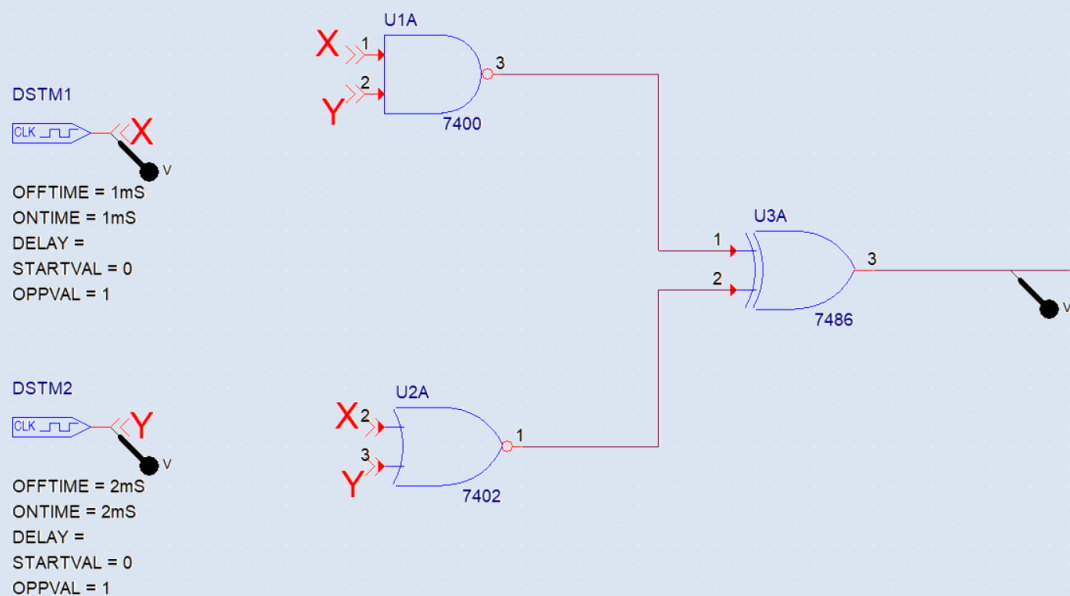 U1A
X
1
2
Y
3
7400
DSTM1
CLK
X
V
OFFTIME = 1mS
ONTIME = 1mS
DELAY =
STARTVAL = 0
OPPVAL = 1
U3A
1
2
3
7486
V
DSTM2
CLK
Y
V
OFFTIME = 2mS
ONTIME = 2mS
DELAY =
STARTVAL = 0
OPPVAL = 1
U2A
X
2
3
Y
1
7402